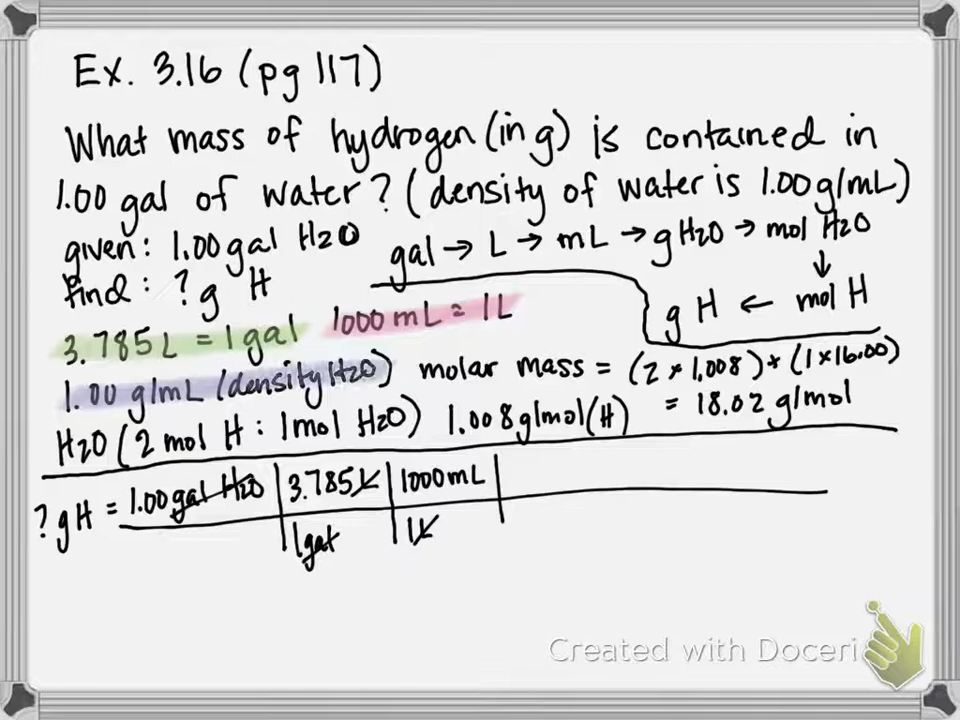 Ex. 3.16 (pg 117)
What mass of hydrogen (in g) is contained in
1.00 gal of water? (density of water is 1.00 g/mL)
given: 1.00 gal H2O
find: ? g H
gal → L → mL → g H2O → mol H2O
↓
g H ← mol H
3.785 L = 1 gal 1000 mL = 1 L
1.00 g/mL (density H2O) molar mass = (2 × 1.008) + (1 × 16.00)
= 18.02 g/mol
H2O (2 mol H : 1 mol H2O) 1.008 g/mol (H)
? g H = 1.00 gal H2O | 3.785 L | 1000 mL |
1 gal | 1 L
Created with Doceri